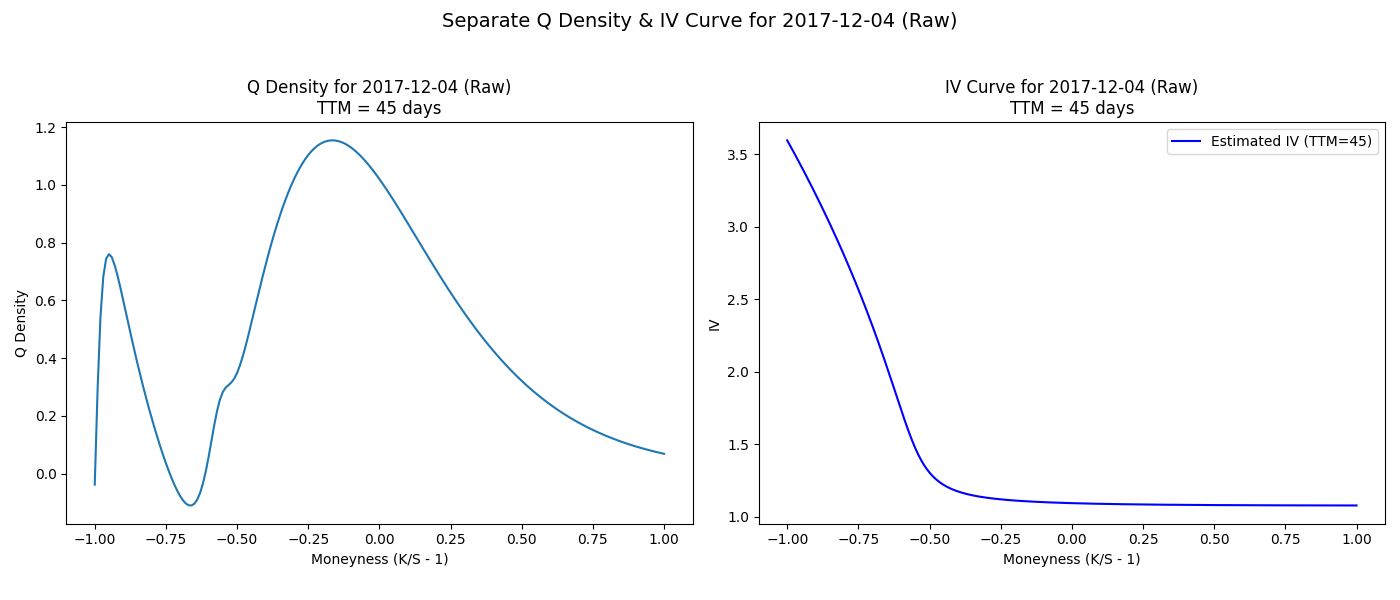 Separate Q Density & IV Curve for 2017-12-04 (Raw)
Q Density for 2017-12-04 (Raw)
TTM = 45 days
1.2
1.0
0.8
0.6
0.4
0.2
0.0
Q Density
−1.00 −0.75 −0.50 −0.25 0.00 0.25 0.50 0.75 1.00
Moneyness (K/S - 1)
IV Curve for 2017-12-04 (Raw)
TTM = 45 days
Estimated IV (TTM=45)
3.5
3.0
2.5
2.0
1.5
1.0
IV
−1.00 −0.75 −0.50 −0.25 0.00 0.25 0.50 0.75 1.00
Moneyness (K/S - 1)